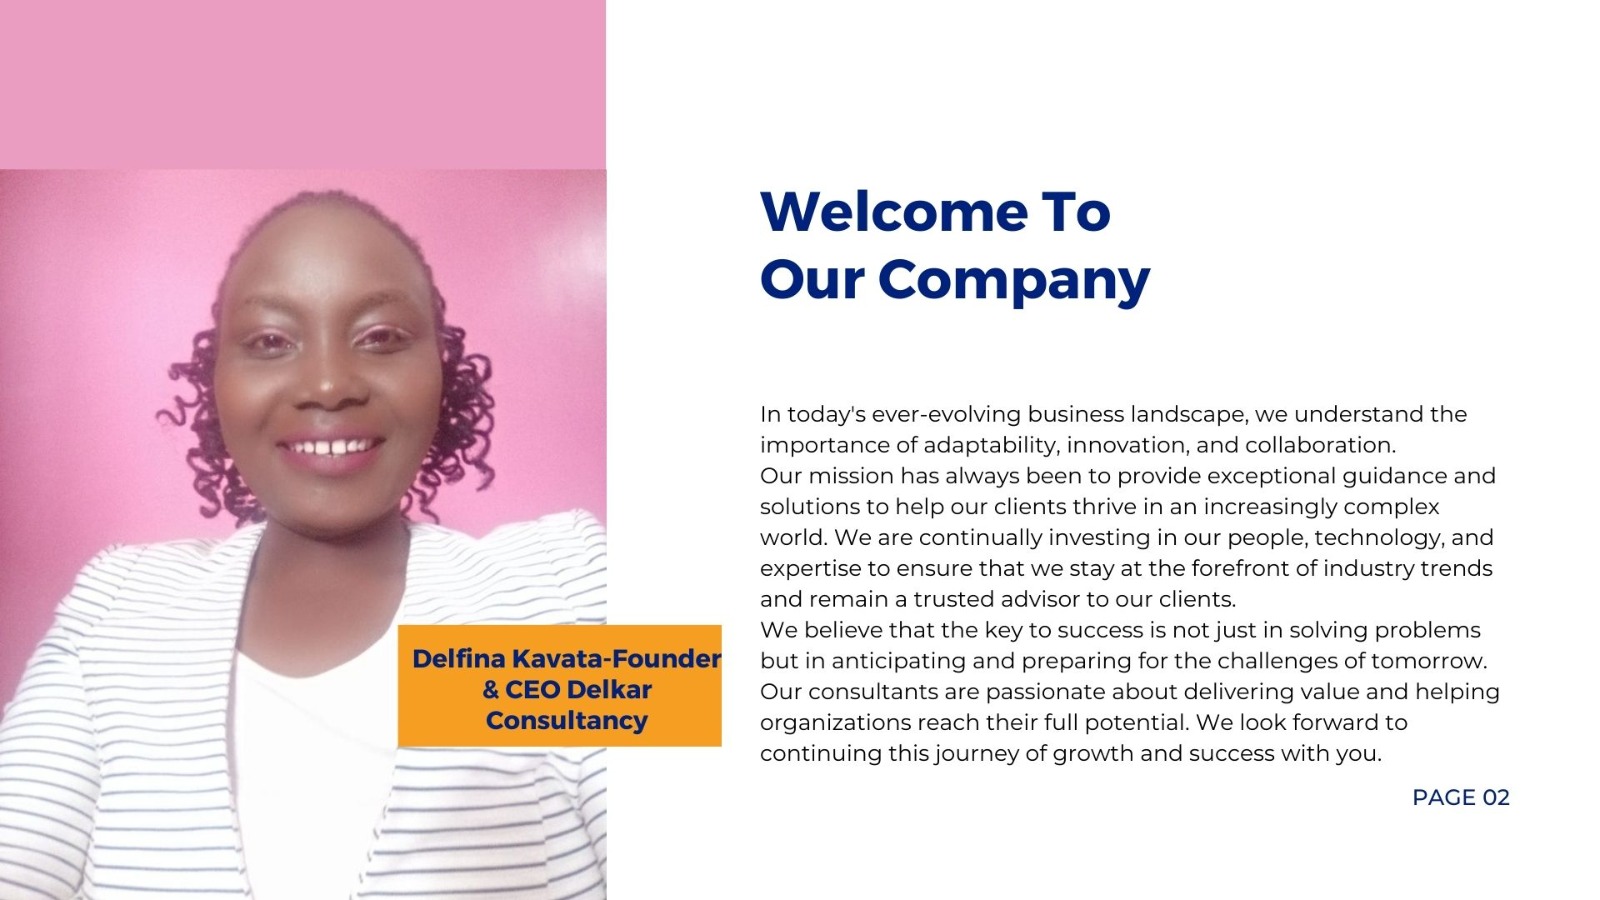 Welcome To
Our Company
In today's ever-evolving business landscape, we understand the
importance of adaptability, innovation, and collaboration.
Our mission has always been to provide exceptional guidance and
solutions to help our clients thrive in an increasingly complex
world. We are continually investing in our people, technology, and
expertise to ensure that we stay at the forefront of industry trends
and remain a trusted advisor to our clients.
We believe that the key to success is not just in solving problems
but in anticipating and preparing for the challenges of tomorrow.
Our consultants are passionate about delivering value and helping
organizations reach their full potential. We look forward to
continuing this journey of growth and success with you.
Delfina Kavata-Founder
& CEO Delkar
Consultancy
PAGE 02